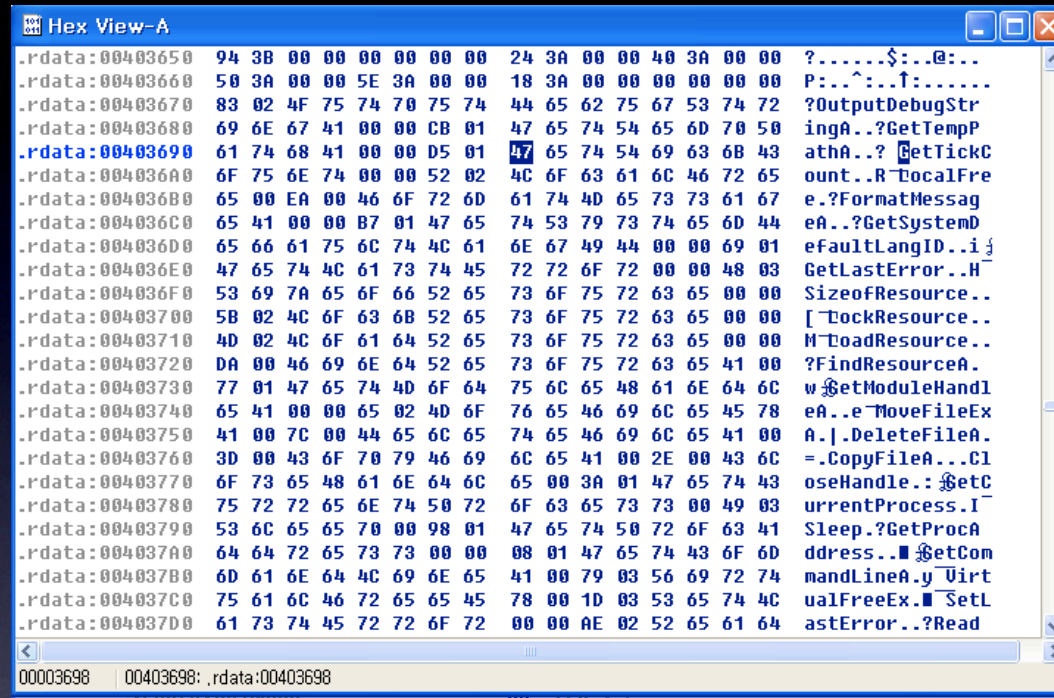 Hex View-A
.rdata:00403650 94 3B 00 00 00 00 00 00 24 3A 00 00 40 3A 00 00 ?......$:..@:..
.rdata:00403660 50 3A 00 00 5E 3A 00 00 18 3A 00 00 00 00 00 00 P:..^:..↑:......
.rdata:00403670 83 02 4F 75 74 70 75 74 44 65 62 75 67 53 74 72 ?OutputDebugStr
.rdata:00403680 69 6E 67 41 00 00 CB 01 47 65 74 54 65 6D 70 50 ingA..?GetTempP
.rdata:00403690 61 74 68 41 00 00 D5 01 47 65 74 54 69 63 6B 43 athA..? GetTickC
.rdata:004036A0 6F 75 6E 74 00 00 52 02 4C 6F 63 61 6C 46 72 65 ount..R LocalFre
.rdata:004036B0 65 00 EA 00 46 6F 72 6D 61 74 4D 65 73 73 61 67 e.?FormatMessag
.rdata:004036C0 65 41 00 00 B7 01 47 65 74 53 79 73 74 65 6D 44 eA..?GetSystemD
.rdata:004036D0 65 66 61 75 6C 74 4C 61 6E 67 49 44 00 00 69 01 efaultLangID..i
.rdata:004036E0 47 65 74 4C 61 73 74 45 72 72 6F 72 00 00 48 03 GetLastError..H
.rdata:004036F0 53 69 7A 65 6F 66 52 65 73 6F 75 72 63 65 00 00 SizeofResource..
.rdata:00403700 5B 02 4C 6F 63 6B 52 65 73 6F 75 72 63 65 00 00 [ LockResource..
.rdata:00403710 4D 02 4C 6F 61 64 52 65 73 6F 75 72 63 65 00 00 M LoadResource..
.rdata:00403720 DA 00 46 69 6E 64 52 65 73 6F 75 72 63 65 41 00 ?FindResourceA.
.rdata:00403730 77 01 47 65 74 4D 6F 64 75 6C 65 48 61 6E 64 6C w GetModuleHandl
.rdata:00403740 65 41 00 00 65 02 4D 6F 76 65 46 69 6C 65 45 78 eA..e MoveFileEx
.rdata:00403750 41 00 7C 00 44 65 6C 65 74 65 46 69 6C 65 41 00 A.|.DeleteFileA.
.rdata:00403760 3D 00 43 6F 70 79 46 69 6C 65 41 00 2E 00 43 6C =.CopyFileA...Cl
.rdata:00403770 6F 73 65 48 61 6E 64 6C 65 00 3A 01 47 65 74 43 oseHandle.: GetC
.rdata:00403780 75 72 72 65 6E 74 50 72 6F 63 65 73 73 00 49 03 urrentProcess.I
.rdata:00403790 53 6C 65 65 70 00 98 01 47 65 74 50 72 6F 63 41 Sleep.?GetProcA
.rdata:004037A0 64 64 72 65 73 73 00 00 08 01 47 65 74 43 6F 6D ddress..■ GetCom
.rdata:004037B0 6D 61 6E 64 4C 69 6E 65 41 00 79 03 56 69 72 74 mandLineA.y Virt
.rdata:004037C0 75 61 6C 46 72 65 65 45 78 00 1D 03 53 65 74 4C ualFreeEx.■ SetL
.rdata:004037D0 61 73 74 45 72 72 6F 72 00 00 AE 02 52 65 61 64 astError..?Read
00003698 00403698: .rdata:00403698